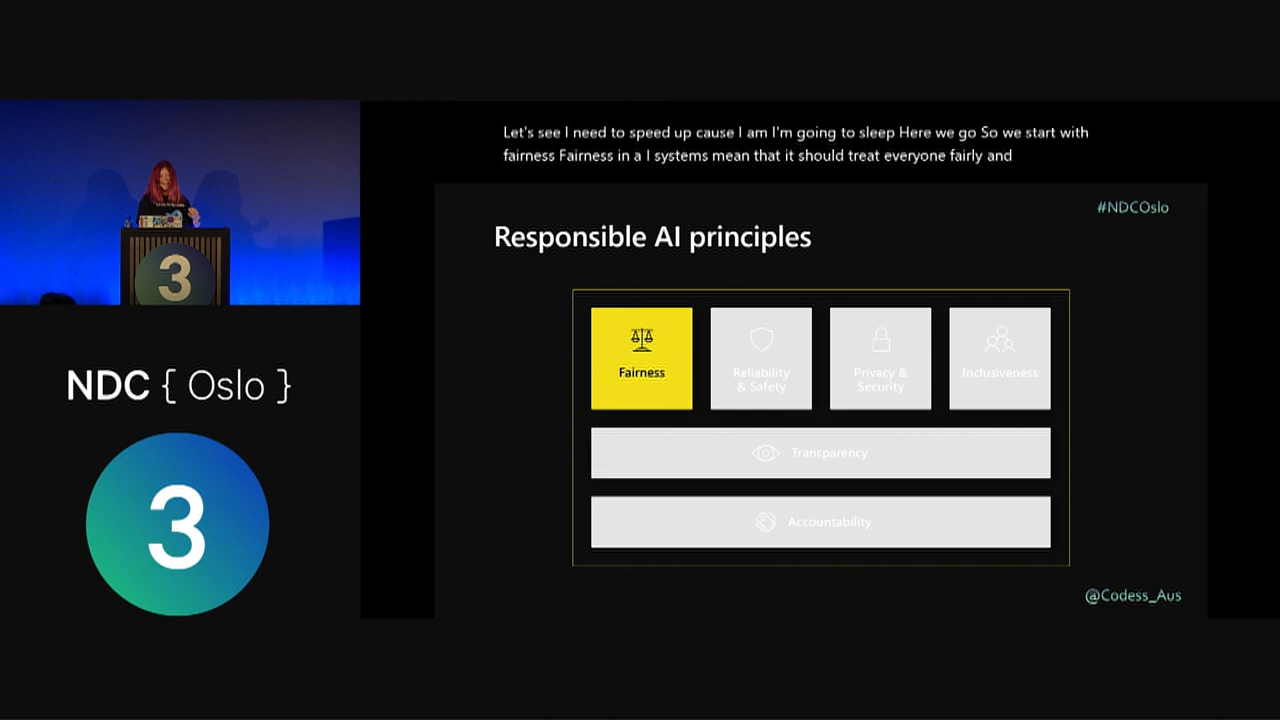 Let's see I need to speed up cause I am I'm going to sleep Here we go So we start with
fairness Fairness in a I systems mean that it should treat everyone fairly and
#NDCOslo
Responsible AI principles
Fairness
Reliability
& Safety
Privacy &
Security
Inclusiveness
Transparency
Accountability
@Codess_Aus
3
NDC { Oslo }
3